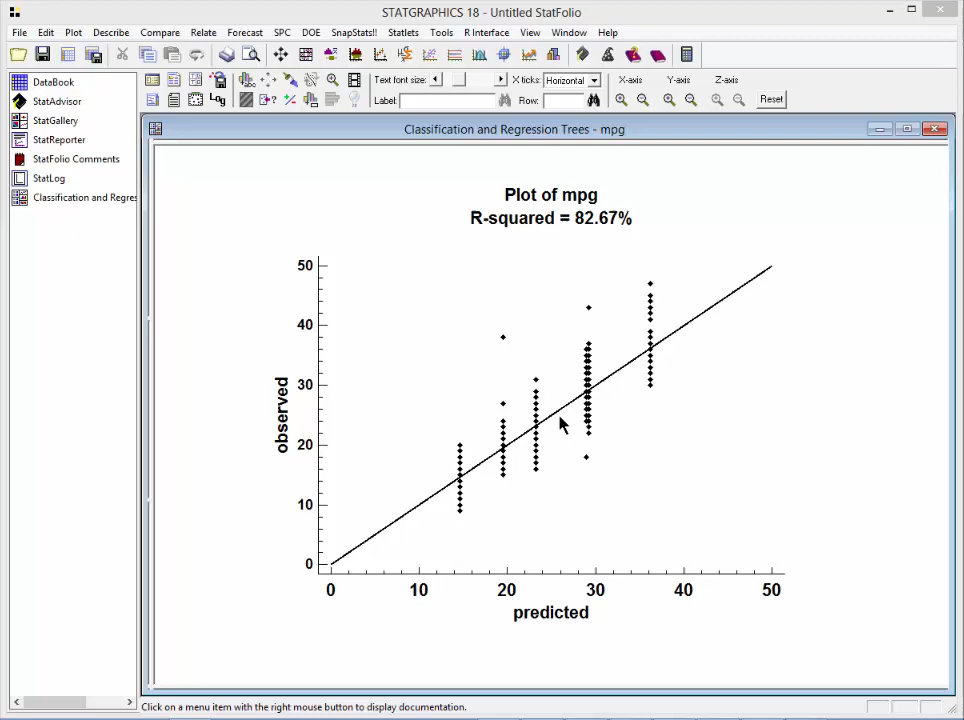 STATGRAPHICS 18 - Untitled StatFolio
File Edit Plot Describe Compare Relate Forecast SPC DOE SnapStats!! Statlets Tools R Interface View Window Help
Text font size: X ticks: Horizontal X-axis Y-axis Z-axis
Log Label: Row: Reset
DataBook
StatAdvisor
StatGallery
StatReporter
StatFolio Comments
StatLog
Classification and Regres
Classification and Regression Trees - mpg
Plot of mpg
R-squared = 82.67%
50
40
30
20
10
0
observed
0 10 20 30 40 50
predicted
Click on a menu item with the right mouse button to display documentation.